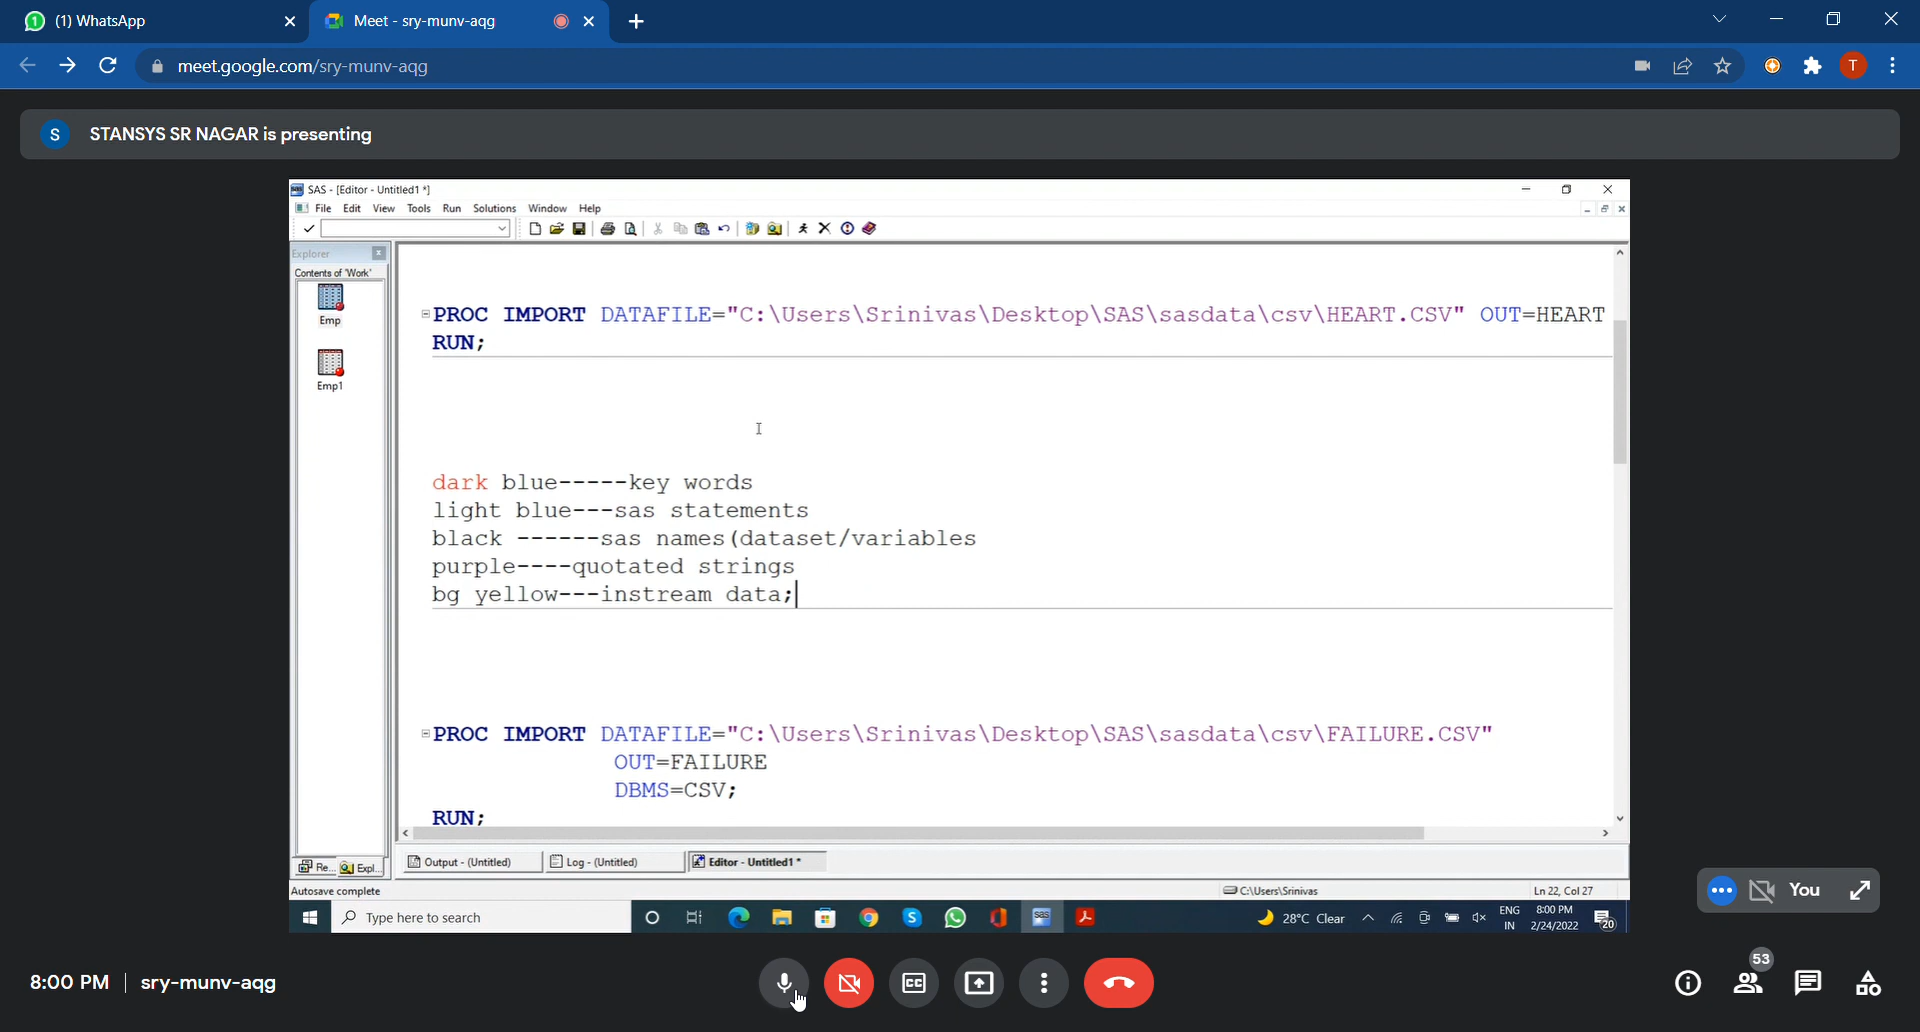 (1) WhatsApp
Meet - sry-munv-aqg
meet.google.com/sry-munv-aqg
T
S STANSYS SR NAGAR is presenting
SAS - [Editor - Untitled1 *]
File Edit View Tools Run Solutions Window Help
Explorer
Contents of 'Work'
Emp
Emp1
PROC IMPORT DATAFILE="C:\Users\Srinivas\Desktop\SAS\sasdata\csv\HEART.CSV" OUT=HEART
RUN;
dark blue-----key words
light blue---sas statements
black ------sas names(dataset/variables
purple----quotated strings
bg yellow---instream data;
PROC IMPORT DATAFILE="C:\Users\Srinivas\Desktop\SAS\sasdata\csv\FAILURE.CSV"
OUT=FAILURE
DBMS=CSV;
RUN;
Re... Expl...
Output - (Untitled) Log - (Untitled) Editor - Untitled1 *
Autosave complete C:\Users\Srinivas Ln 22, Col 27
Type here to search
28°C Clear
ENG
IN
8:00 PM
2/24/2022
20
You
8:00 PM | sry-munv-aqg
CC
53